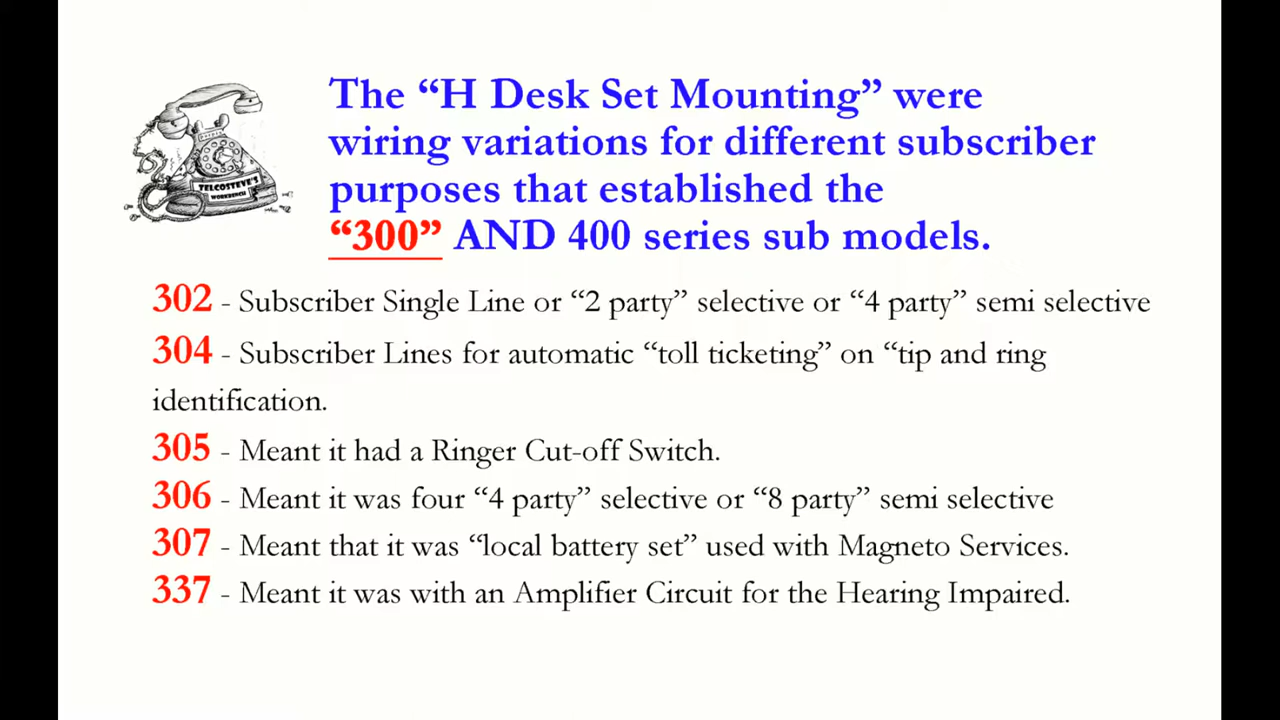 The “H Desk Set Mounting” were
wiring variations for different subscriber
purposes that established the
“300” AND 400 series sub models.
TELCOSTEVE'S
WORKBENCH
302 - Subscriber Single Line or “2 party” selective or “4 party” semi selective
304 - Subscriber Lines for automatic “toll ticketing” on “tip and ring
identification.
305 - Meant it had a Ringer Cut-off Switch.
306 - Meant it was four “4 party” selective or “8 party” semi selective
307 - Meant that it was “local battery set” used with Magneto Services.
337 - Meant it was with an Amplifier Circuit for the Hearing Impaired.